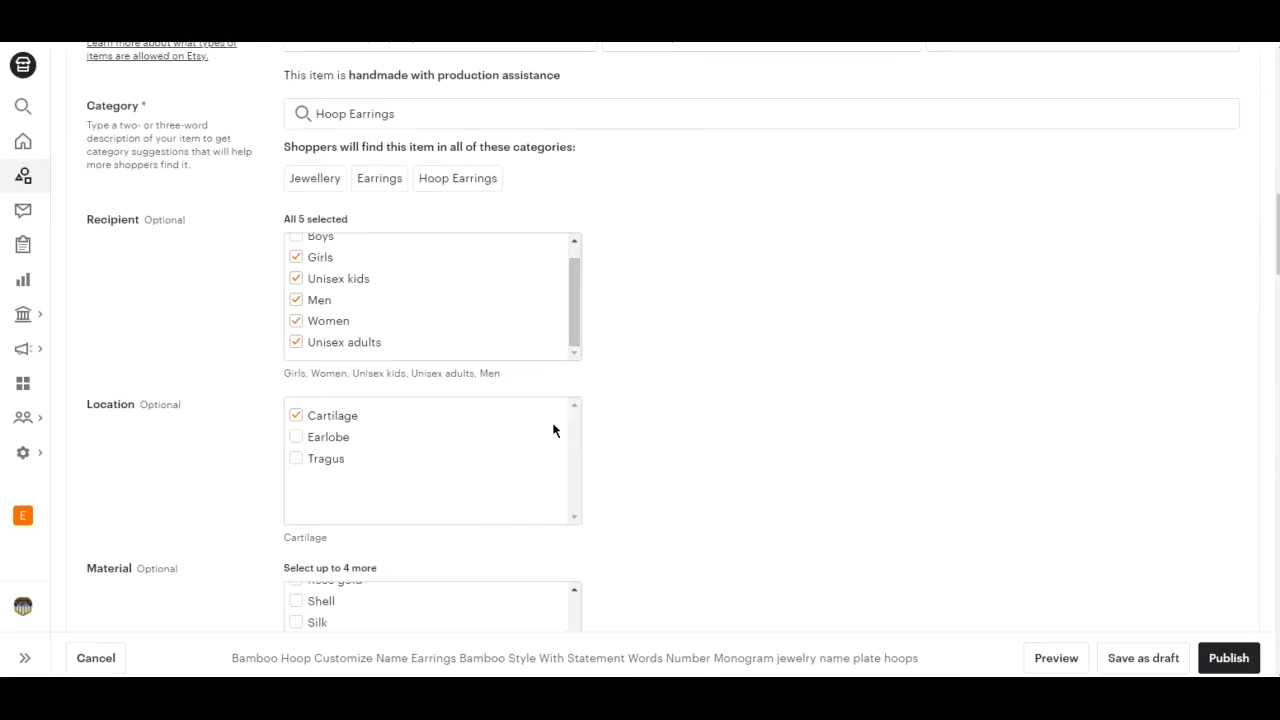 Learn more about what types of
items are allowed on Etsy.
This item is handmade with production assistance
Category *
Type a two- or three-word
description of your item to get
category suggestions that will help
more shoppers find it.
Hoop Earrings
Shoppers will find this item in all of these categories:
Jewellery
Earrings
Hoop Earrings
Recipient Optional
All 5 selected
Boys
Girls
Unisex kids
Men
Women
Unisex adults
Girls, Women, Unisex kids, Unisex adults, Men
Location Optional
Cartilage
Earlobe
Tragus
Cartilage
Material Optional
Select up to 4 more
Rose gold
Shell
Silk
E
Cancel
Bamboo Hoop Customize Name Earrings Bamboo Style With Statement Words Number Monogram jewelry name plate hoops
Preview
Save as draft
Publish